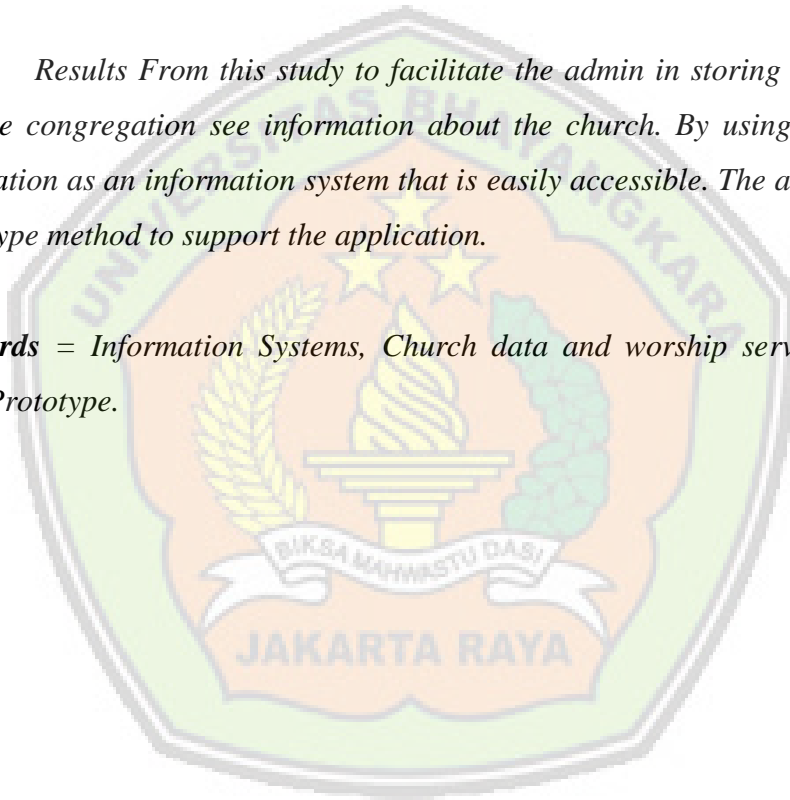 Results From this study to facilitate the admin in storing
e congregation see information about the church. By using
ation as an information system that is easily accessible. The a
ype method to support the application.
rds = Information Systems, Church data and worship serv
Prototype.
UNIVERSITAS BHAYANGKARA
BIKSA MAHWASTU DASI
JAKARTA RAYA